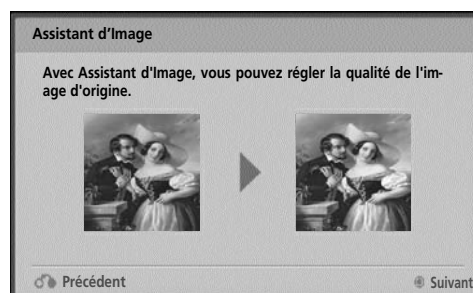 Assistant d’Image
Avec Assistant d'Image, vous pouvez régler la qualité de l'im-
age d'origine.
Précédent
Suivant